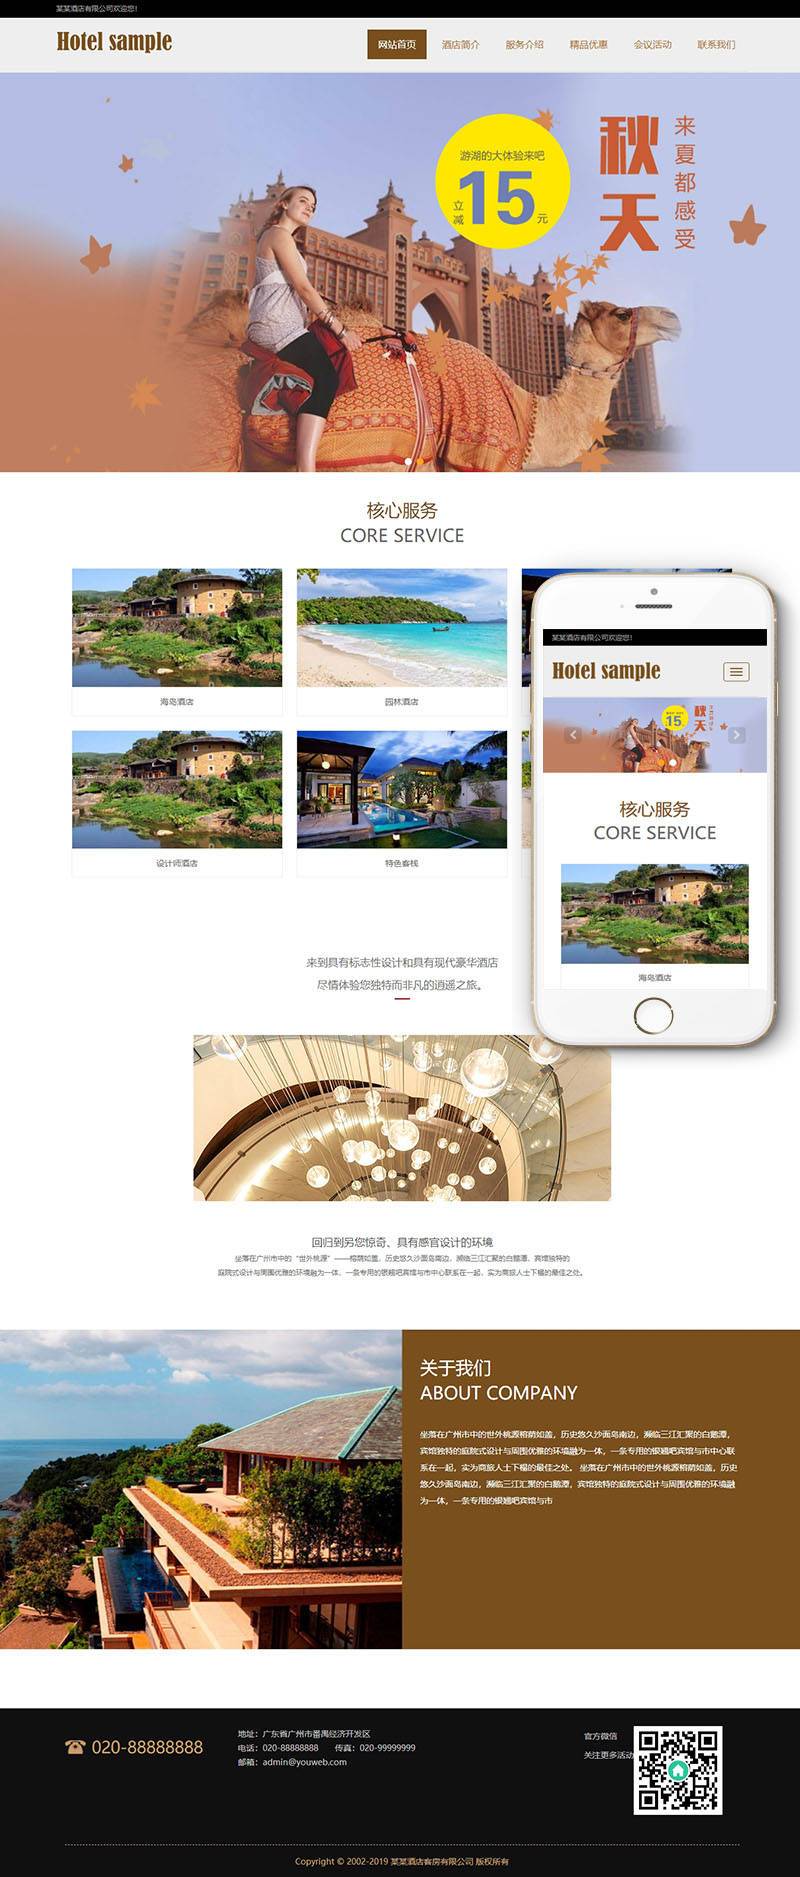 某某酒店有限公司欢迎您！
Hotel sample
网站首页 酒店简介 服务介绍 精品优惠 会议活动 联系我们
游湖的大体验来吧
立减 15 元
秋天
来夏都感受
核心服务
CORE SERVICE
海岛酒店 园林酒店
设计师酒店 特色客栈
某某酒店有限公司欢迎您！
Hotel sample
15
秋天
核心服务
CORE SERVICE
海岛酒店
来到具有标志性设计和具有现代豪华酒店
尽情体验您独特而非凡的逍遥之旅。
回归到另您惊奇、具有感官设计的环境
坐落在广州市中的“世外桃源”——榕荫如盖，历史悠久沙面岛南边，濒临三江汇聚的白鹅潭，宾馆独特的
庭院式设计与周围优雅的环境融为一体，一条专用的银翘吧宾馆与市中心联系在一起，实为商旅人士下榻的最佳之处。
关于我们
ABOUT COMPANY
坐落在广州市中的世外桃源榕荫如盖，历史悠久沙面岛南边，濒临三江汇聚的白鹅潭，
宾馆独特的庭院式设计与周围优雅的环境融为一体，一条专用的银翘吧宾馆与市中心联
系在一起，实为商旅人士下榻的最佳之处。 坐落在广州市中的世外桃源榕荫如盖，历史
悠久沙面岛南边，濒临三江汇聚的白鹅潭，宾馆独特的庭院式设计与周围优雅的环境融
为一体，一条专用的银翘吧宾馆与市
020-88888888
地址：广东省广州市番禺经济开发区
电话：020-88888888 传真：020-99999999
邮箱：admin@youweb.com
官方微信
关注更多活动
Copyright © 2002-2019 某某酒店客房有限公司 版权所有